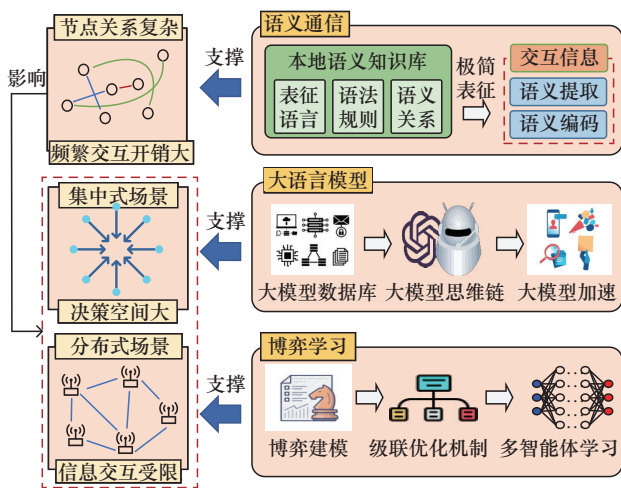 节点关系复杂
影响
频繁交互开销大
支撑
语义通信
本地语义知识库
表征
语言
语法
规则
语义
关系
极简
表征
交互信息
语义提取
语义编码
集中式场景
决策空间大
支撑
大语言模型
大模型数据库
大模型思维链
大模型加速
分布式场景
信息交互受限
支撑
博弈学习
博弈建模
级联优化机制
多智能体学习